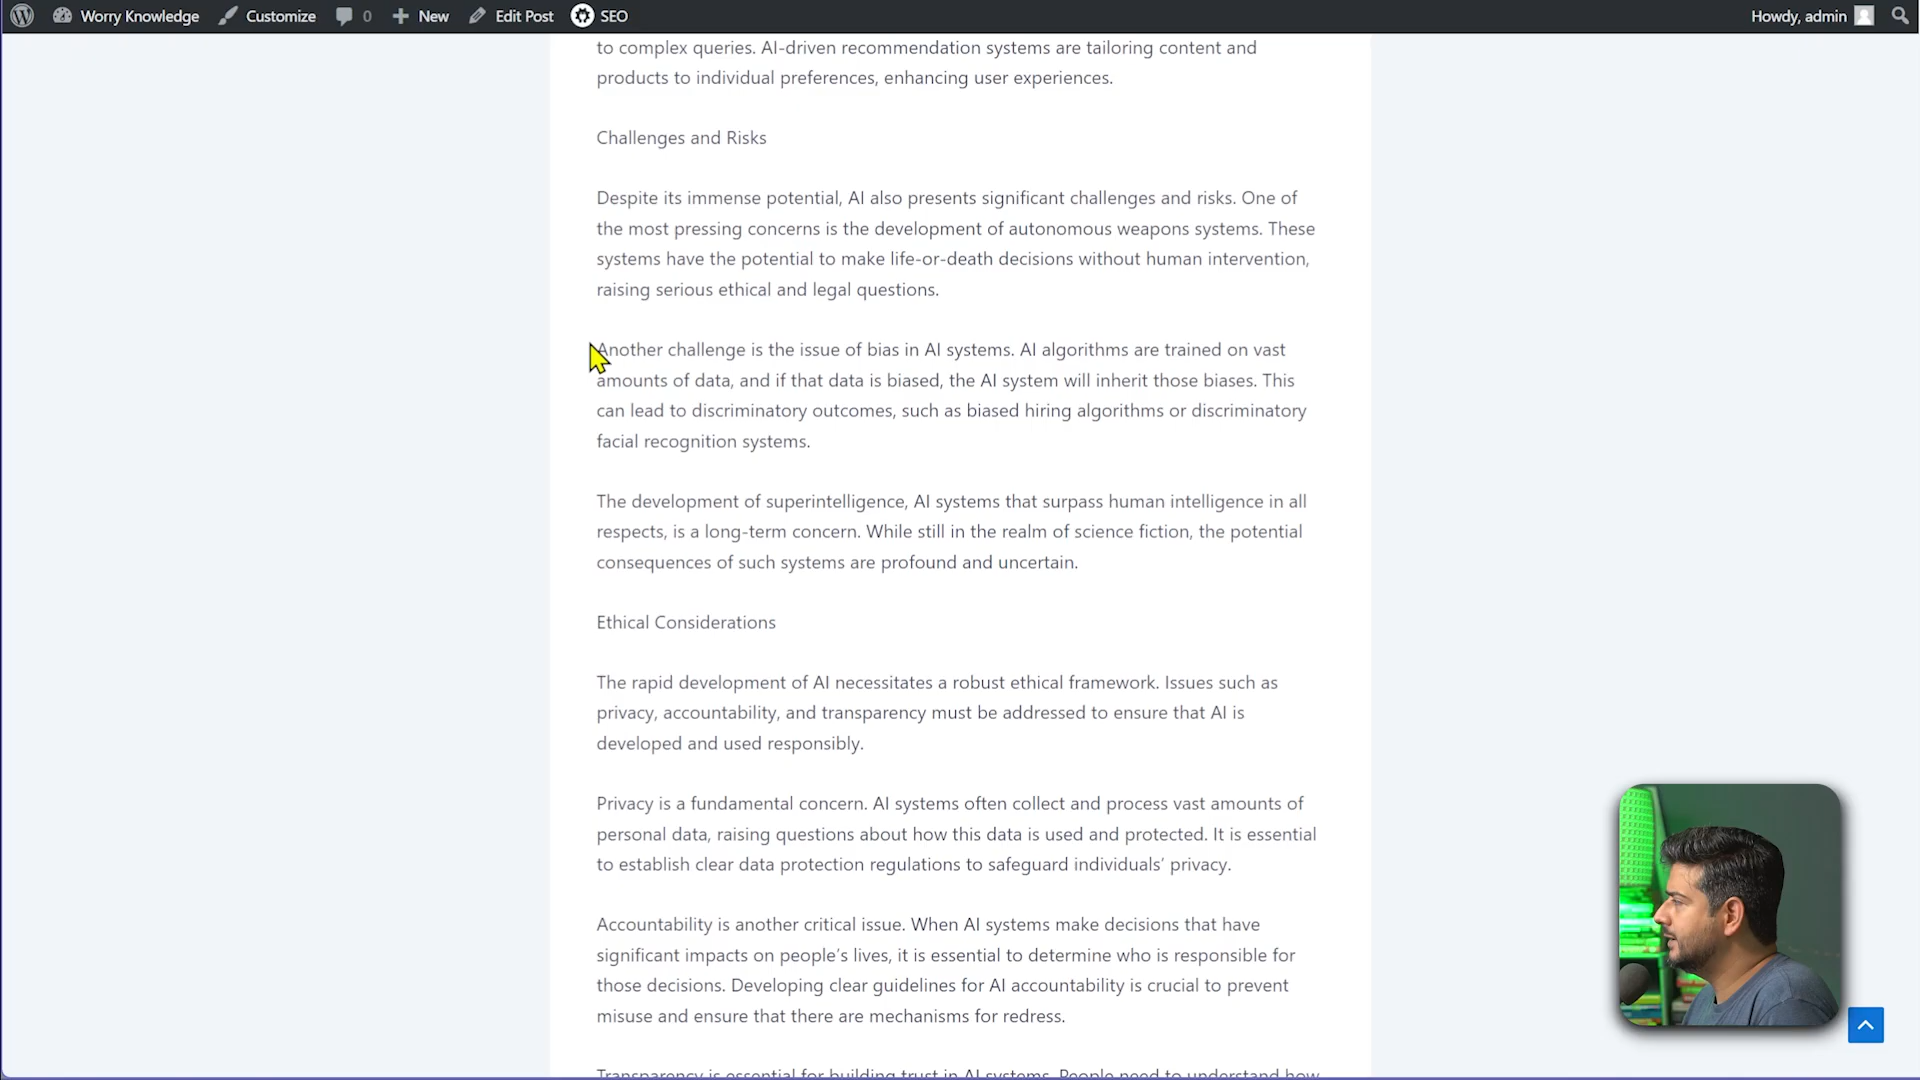 Worry Knowledge Customize 0 New Edit Post SEO Howdy, admin
to complex queries. AI-driven recommendation systems are tailoring content and
products to individual preferences, enhancing user experiences.
Challenges and Risks
Despite its immense potential, AI also presents significant challenges and risks. One of
the most pressing concerns is the development of autonomous weapons systems. These
systems have the potential to make life-or-death decisions without human intervention,
raising serious ethical and legal questions.
Another challenge is the issue of bias in AI systems. AI algorithms are trained on vast
amounts of data, and if that data is biased, the AI system will inherit those biases. This
can lead to discriminatory outcomes, such as biased hiring algorithms or discriminatory
facial recognition systems.
The development of superintelligence, AI systems that surpass human intelligence in all
respects, is a long-term concern. While still in the realm of science fiction, the potential
consequences of such systems are profound and uncertain.
Ethical Considerations
The rapid development of AI necessitates a robust ethical framework. Issues such as
privacy, accountability, and transparency must be addressed to ensure that AI is
developed and used responsibly.
Privacy is a fundamental concern. AI systems often collect and process vast amounts of
personal data, raising questions about how this data is used and protected. It is essential
to establish clear data protection regulations to safeguard individuals’ privacy.
Accountability is another critical issue. When AI systems make decisions that have
significant impacts on people’s lives, it is essential to determine who is responsible for
those decisions. Developing clear guidelines for AI accountability is crucial to prevent
misuse and ensure that there are mechanisms for redress.
Transparency is essential for building trust in AI systems. People need to understand how